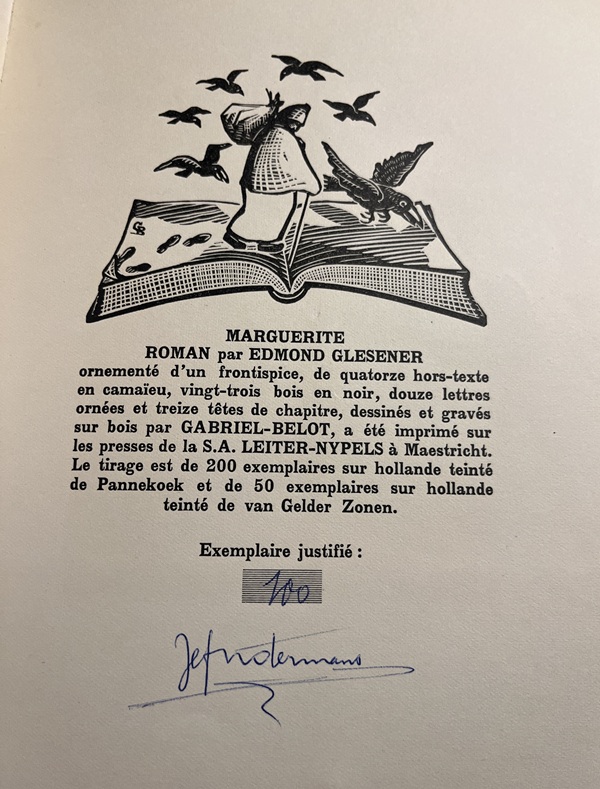 GB
MARGUERITE
ROMAN par EDMOND GLESENER
ornementé d'un frontispice, de quatorze hors-texte
en camaïeu, vingt-trois bois en noir, douze lettres
ornées et treize têtes de chapitre, dessinés et gravés
sur bois par GABRIEL-BELOT, a été imprimé sur
les presses de la S.A. LEITER-NYPELS à Maestricht.
Le tirage est de 200 exemplaires sur hollande teinté
de Pannekoek et de 50 exemplaires sur hollande
teinté de van Gelder Zonen.
Exemplaire justifié :
100